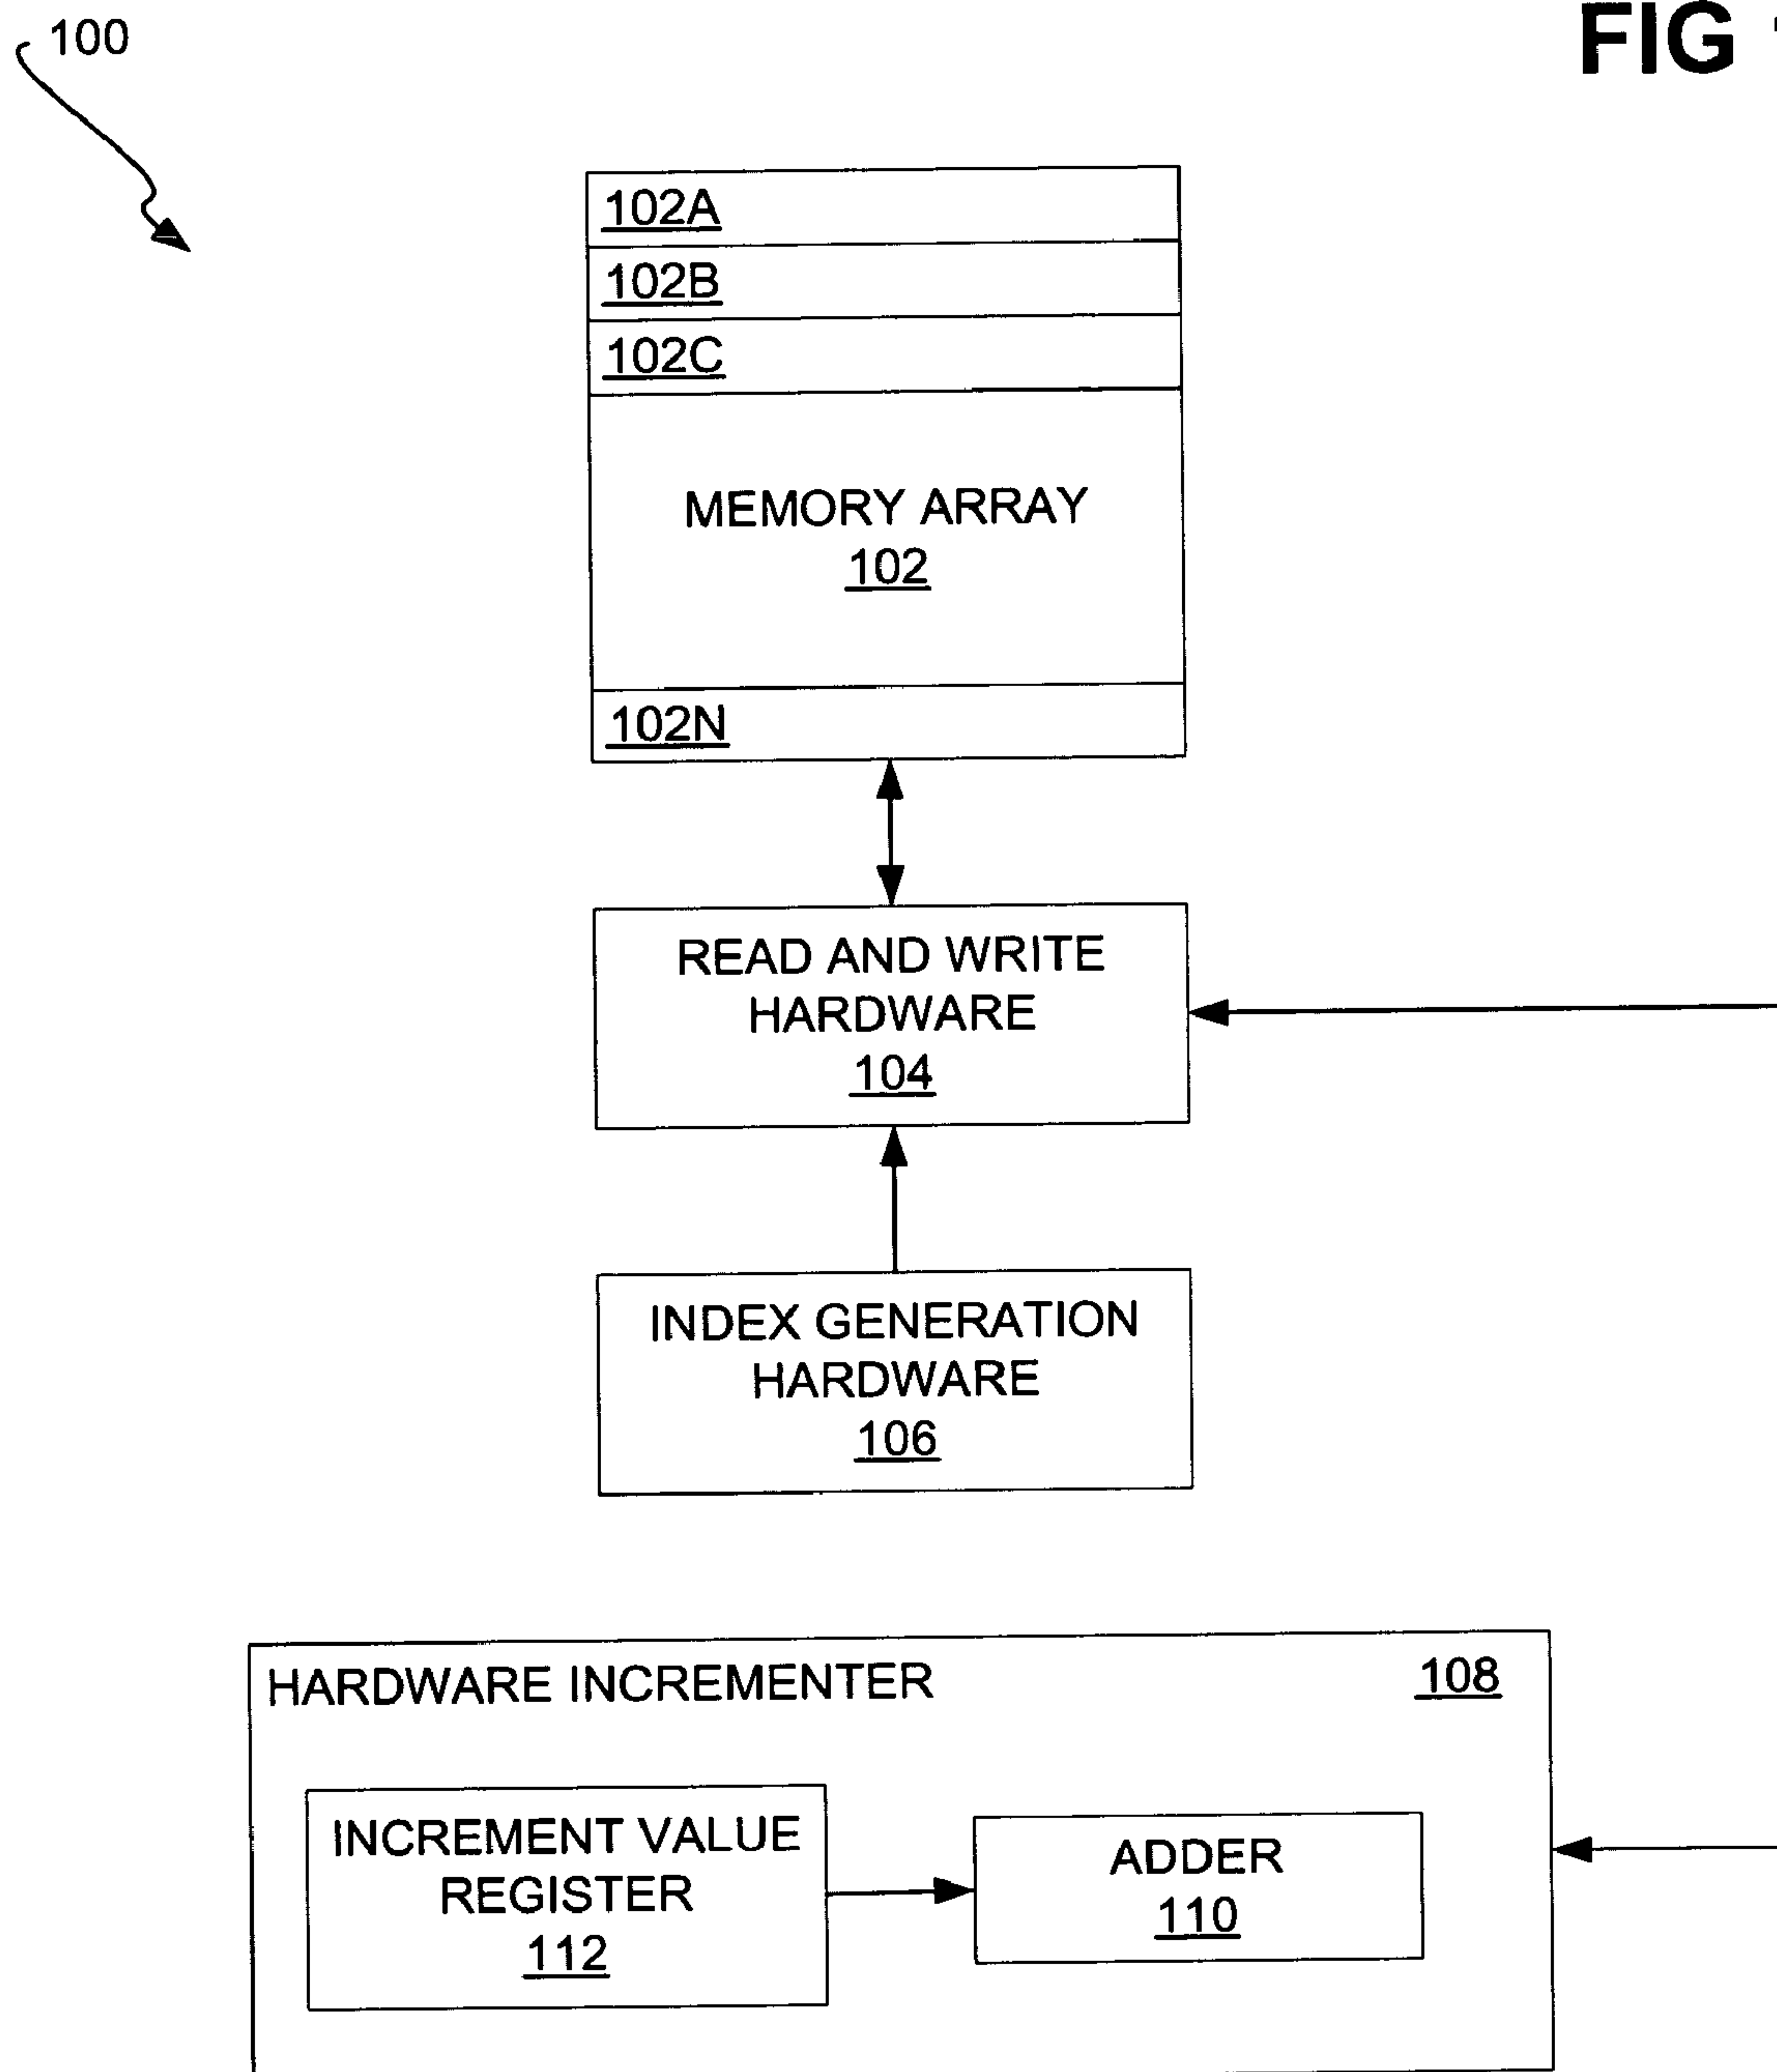 100
FIG 1
102A
102B
102C
MEMORY ARRAY
102
102N
READ AND WRITE
HARDWARE
104
INDEX GENERATION
HARDWARE
106
HARDWARE INCREMENTER
108
INCREMENT VALUE
REGISTER
112
ADDER
110